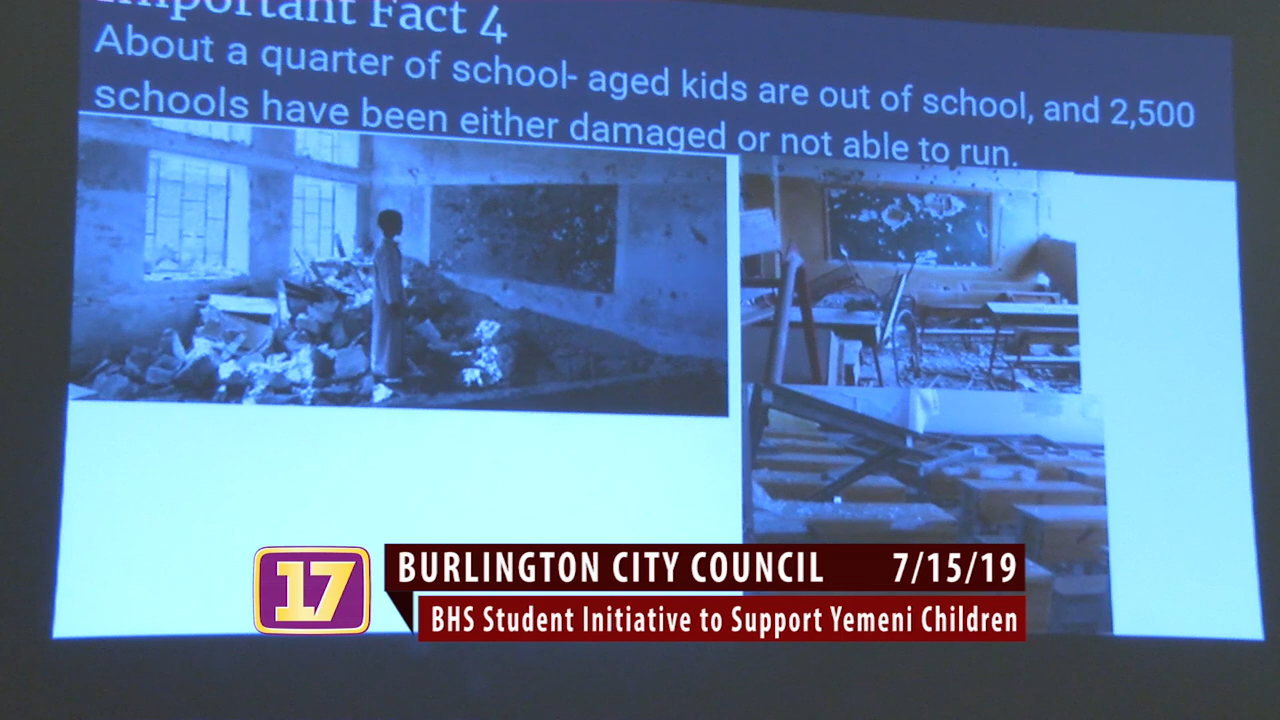 Important Fact 4
About a quarter of school- aged kids are out of school, and 2,500
schools have been either damaged or not able to run.
17
BURLINGTON CITY COUNCIL 7/15/19
BHS Student Initiative to Support Yemeni Children